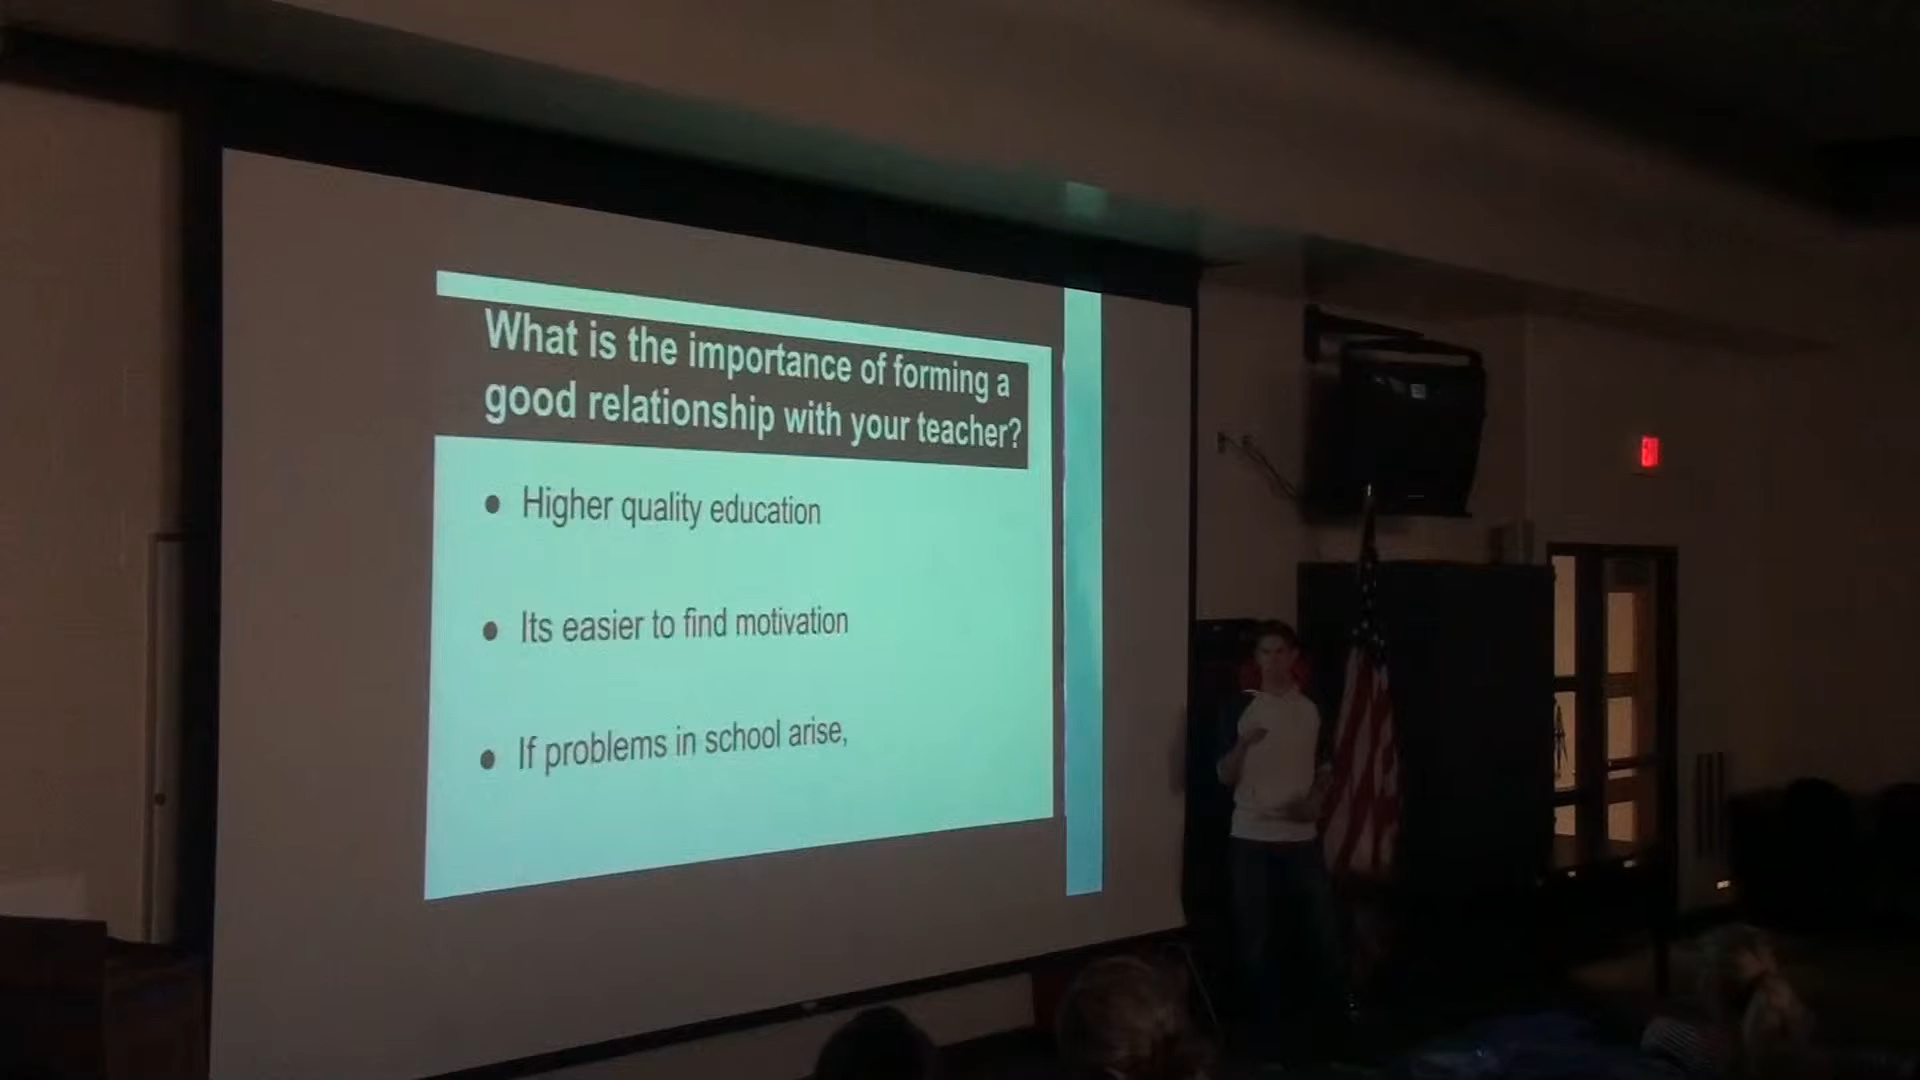 What is the importance of forming a
good relationship with your teacher?
● Higher quality education
● Its easier to find motivation
● If problems in school arise,